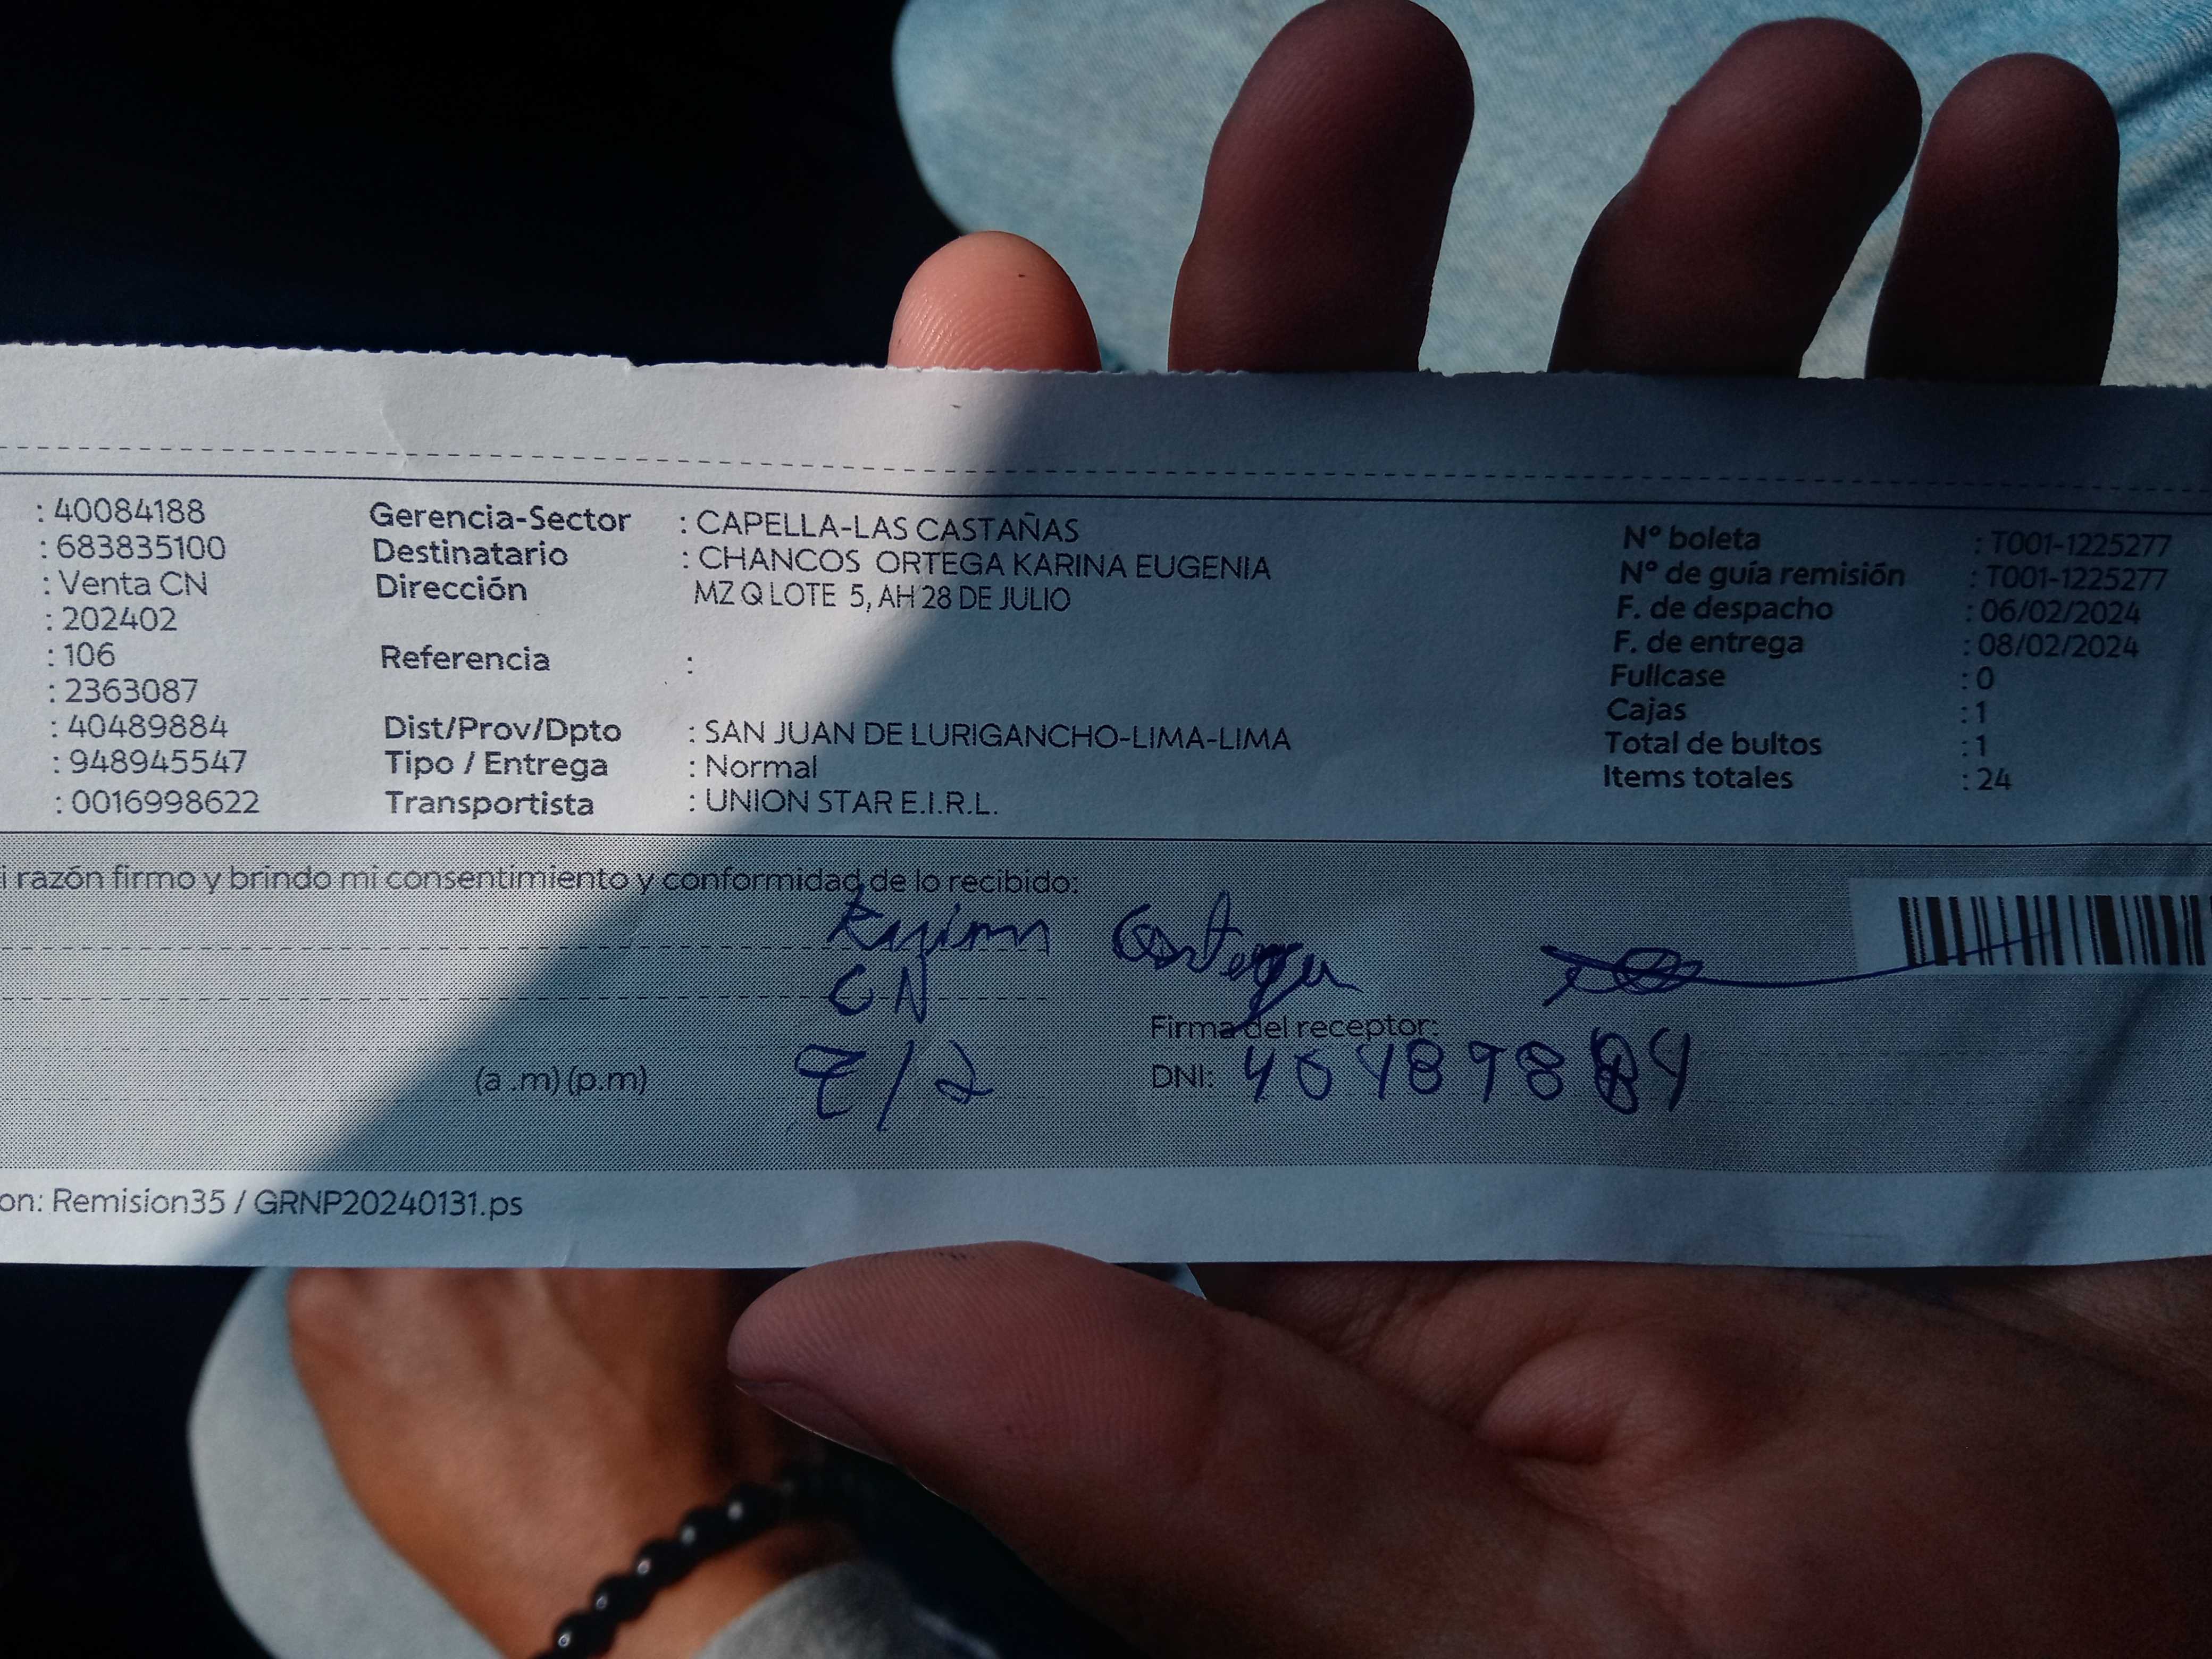 : 40084188 Gerencia-Sector : CAPELLA-LAS CASTAÑAS Nº boleta : T001-1225277
: 683835100 Destinatario : CHANCOS ORTEGA KARINA EUGENIA Nº de guía remisión : T001-1225277
: Venta CN Dirección MZ Q LOTE 5, AH 28 DE JULIO F. de despacho : 06/02/2024
: 202402 F. de entrega : 08/02/2024
: 106 Referencia : Fullcase : 0
: 2363087 Cajas : 1
: 40489884 Dist/Prov/Dpto : SAN JUAN DE LURIGANCHO-LIMA-LIMA Total de bultos : 1
: 948945547 Tipo / Entrega : Normal Items totales : 24
: 0016998622 Transportista : UNION STAR E.I.R.L.
i razón firmo y brindo mi consentimiento y conformidad de lo recibido:
Ortega
CN
Firma del receptor:
(a .m) (p.m) 7/2 DNI: 40489884
on: Remision35 / GRNP20240131.ps